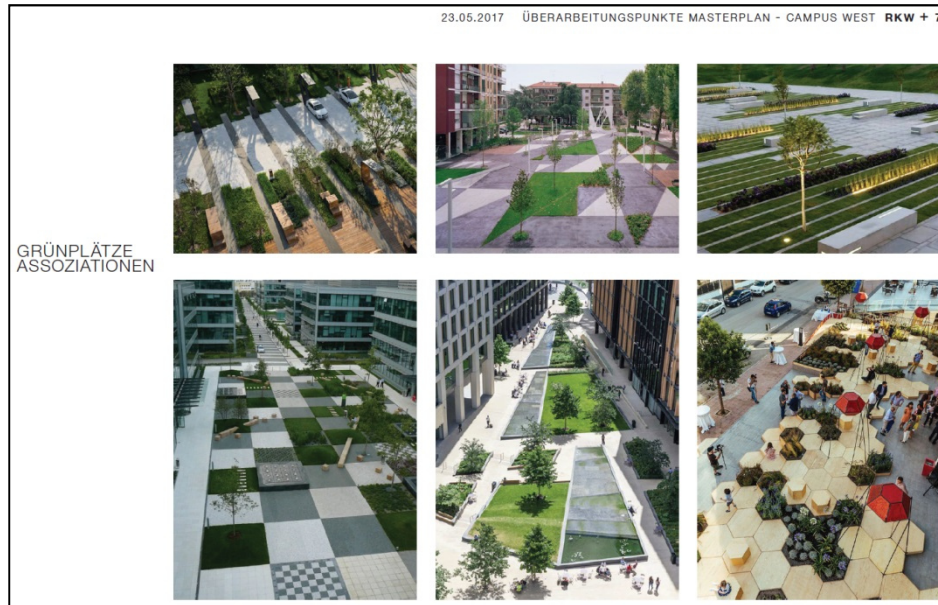 23.05.2017 ÜBERARBEITUNGSPUNKTE MASTERPLAN - CAMPUS WEST RKW +
GRÜNPLÄTZE
ASSOZIATIONEN